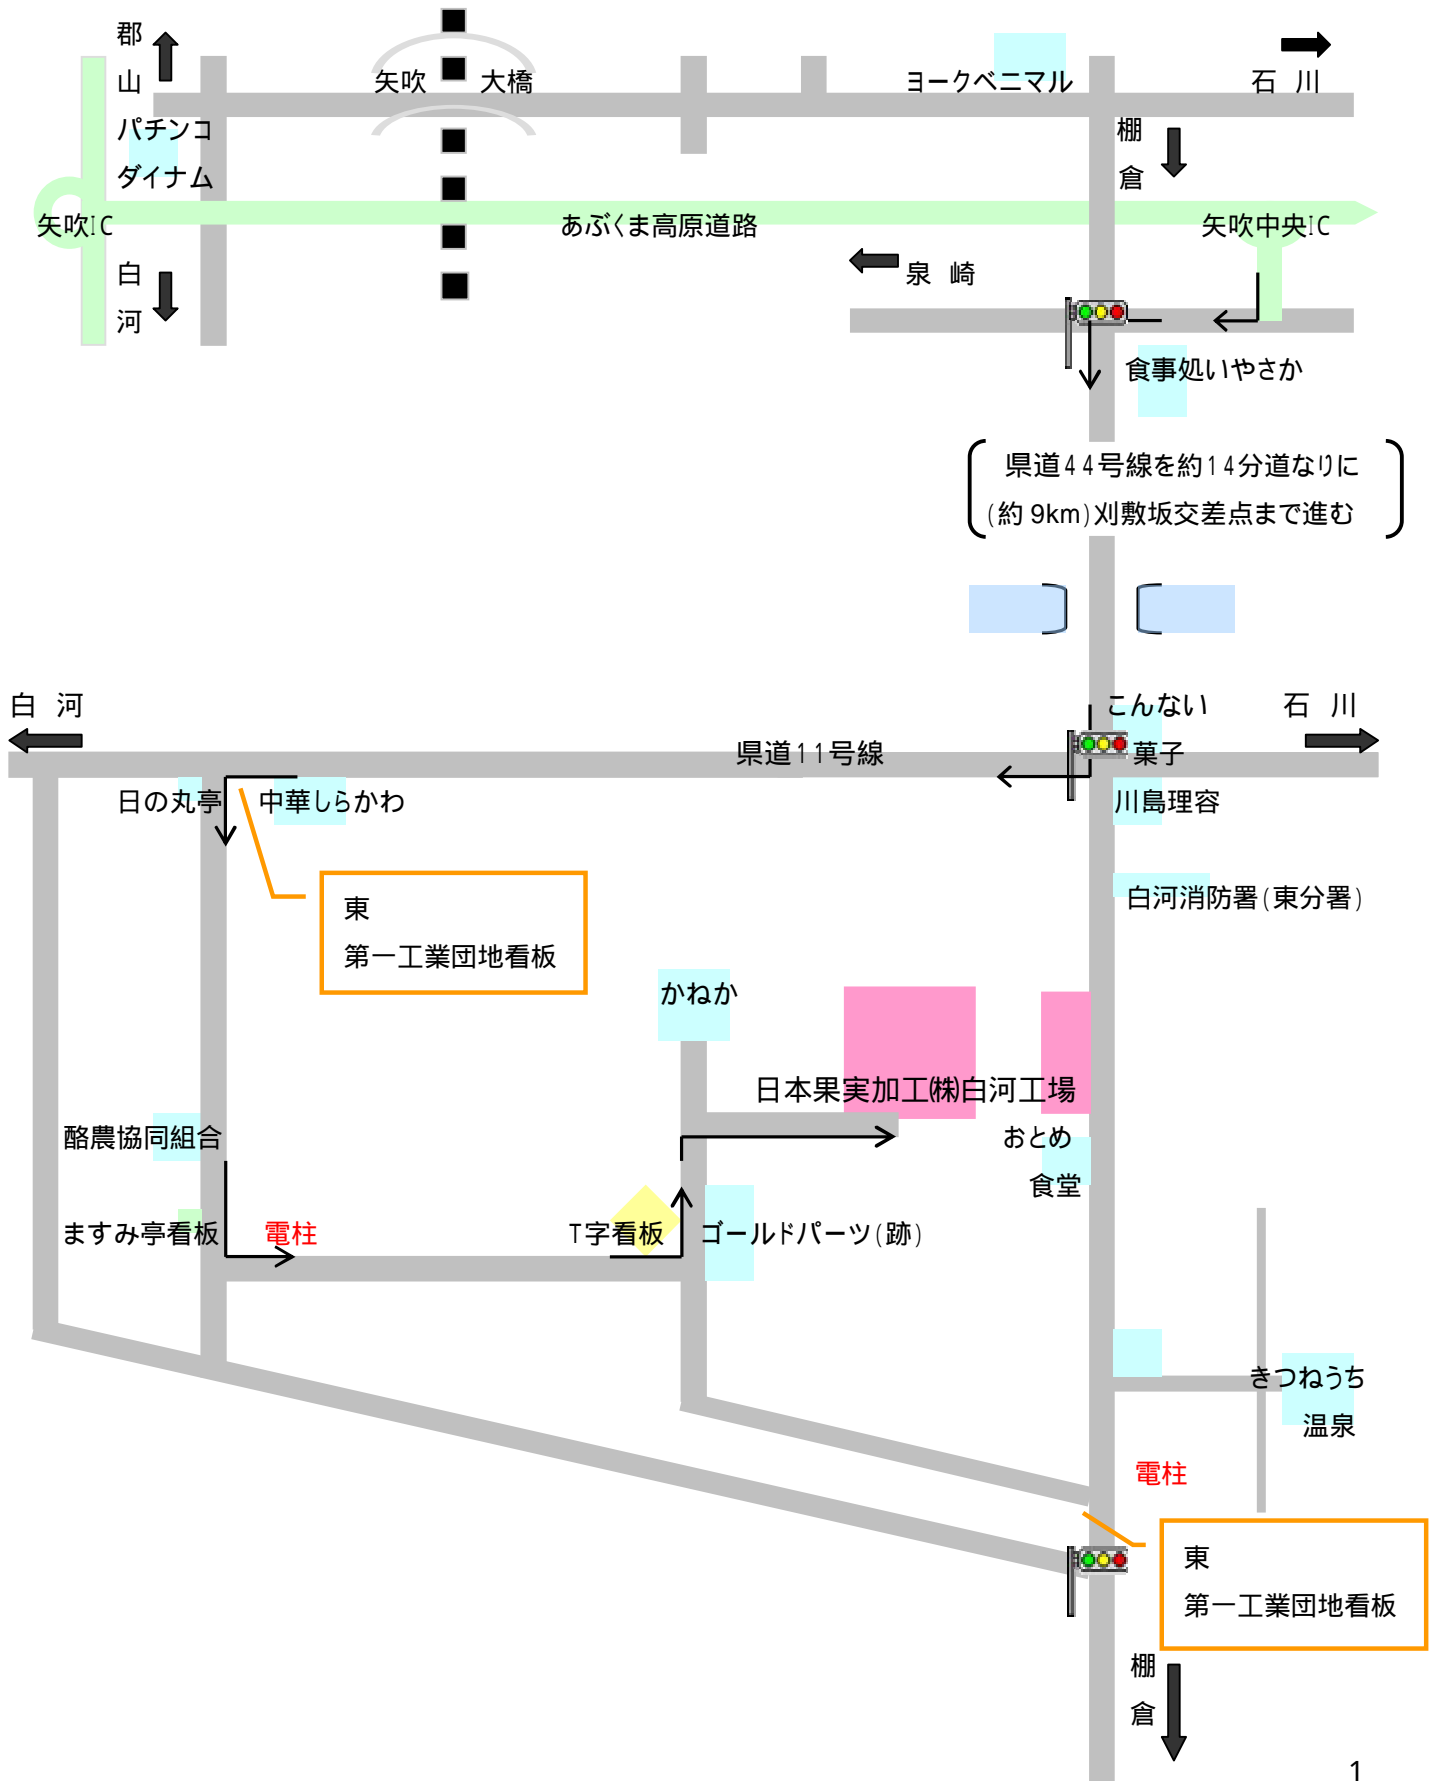 郡
山
矢吹 大橋
ヨークベニマル
石 川
パチンコ
ダイナム
棚
倉
矢吹IC
あぶくま高原道路
矢吹中央IC
白
河
泉 崎
食事処いやさか
県道44号線を約14分道なりに
(約 9km)刈敷坂交差点まで進む
白 河
こんない
石 川
県道11号線
菓子
日の丸亭
中華しらかわ
川島理容
東
第一工業団地看板
白河消防署(東分署)
かねか
日本果実加工㈱白河工場
酪農協同組合
おとめ
食堂
ますみ亭看板
電柱
T字看板
ゴールドパーツ(跡)
きつねうち
温泉
電柱
東
第一工業団地看板
棚
倉
1